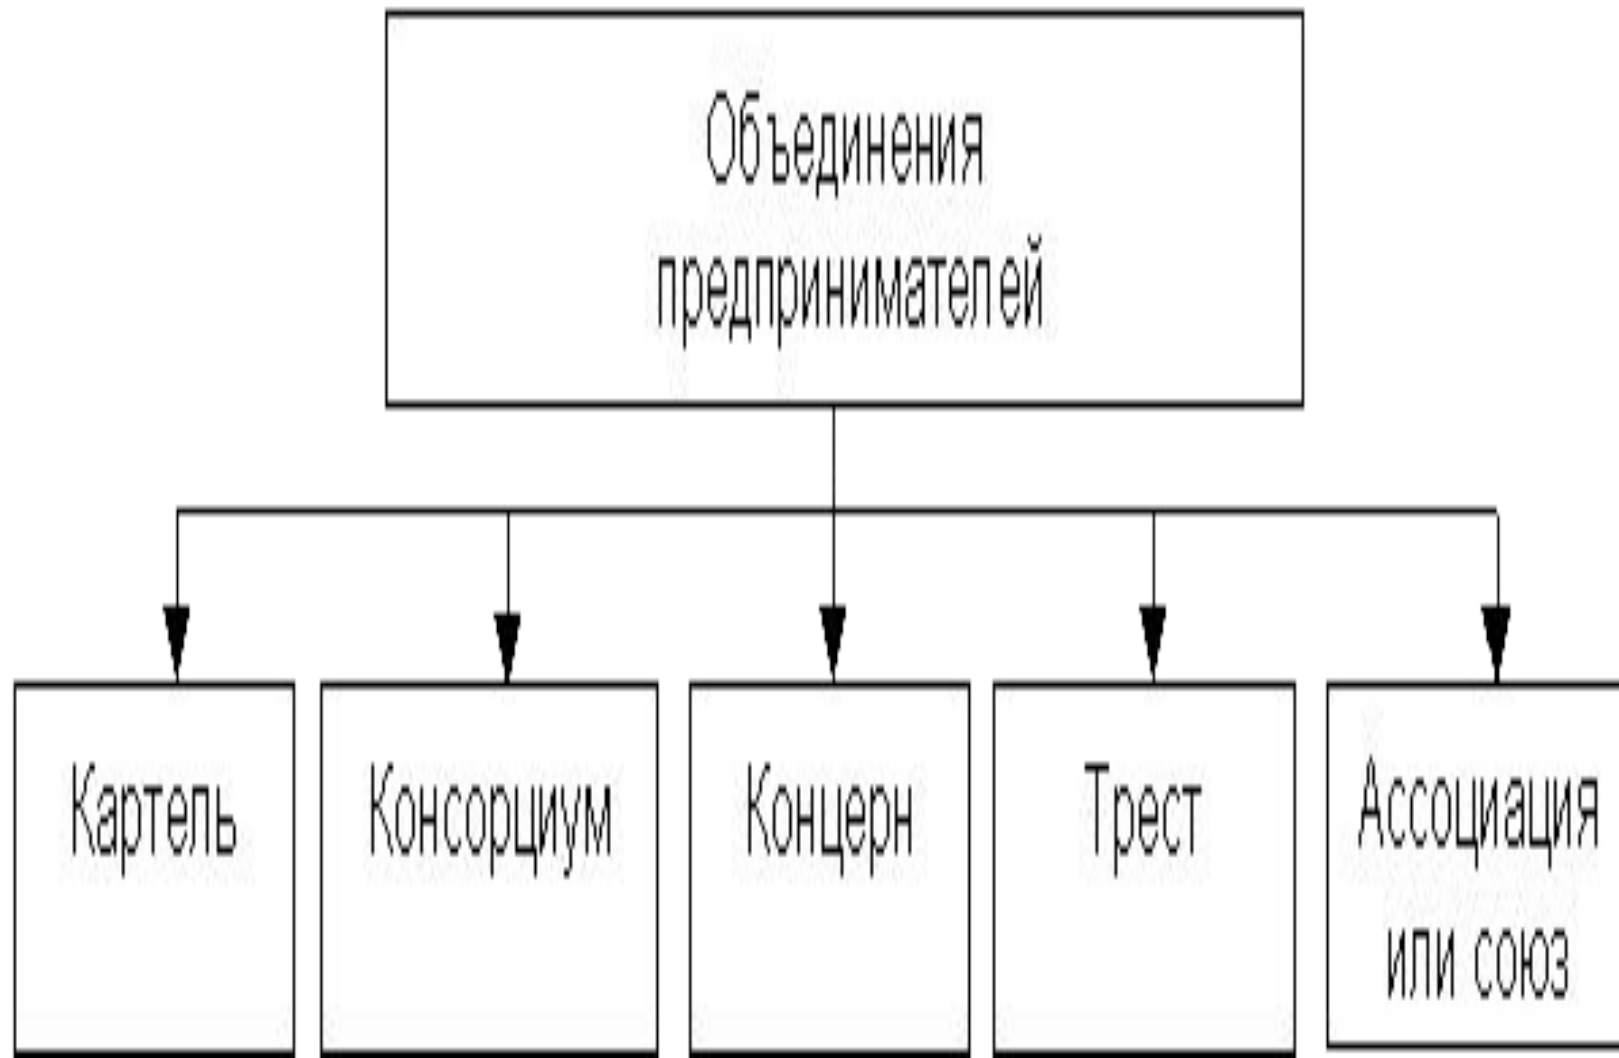 Объединения
предпринимателей
Картель
Консорциум
Концерн
Трест
Ассоциация
или союз